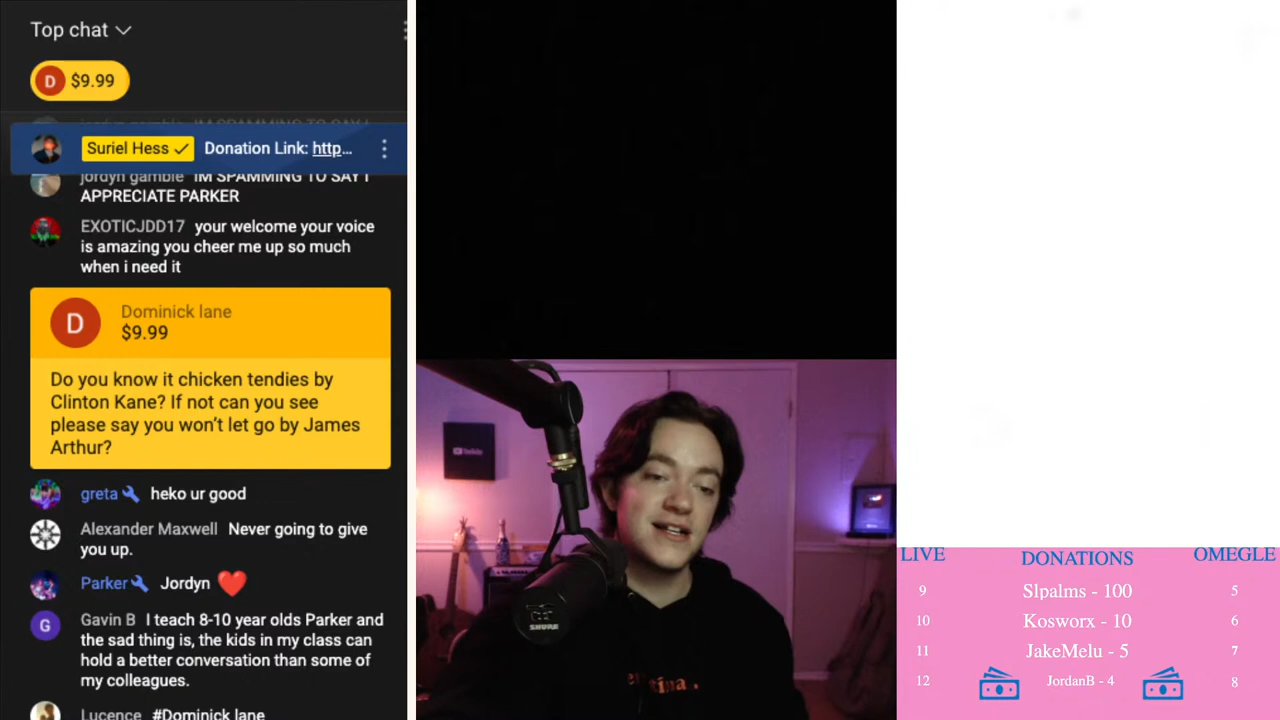 Top chat
D $9.99
Suriel Hess Donation Link: http...
jordyn gamble IM SPAMMING TO SAY I
APPRECIATE PARKER
EXOTICJDD17 your welcome your voice
is amazing you cheer me up so much
when i need it
D
Dominick lane
$9.99
Do you know it chicken tendies by
Clinton Kane? If not can you see
please say you won't let go by James
Arthur?
greta heko ur good
Alexander Maxwell Never going to give
you up.
Parker Jordyn
G Gavin B I teach 8-10 year olds Parker and
the sad thing is, the kids in my class can
hold a better conversation than some of
my colleagues.
Lucence #Dominick lane
YouTube
SHURE
LIVE
9
10
11
12
DONATIONS
Slpalms - 100
Kosworx - 10
JakeMelu - 5
JordanB - 4
OMEGLE
5
6
7
8